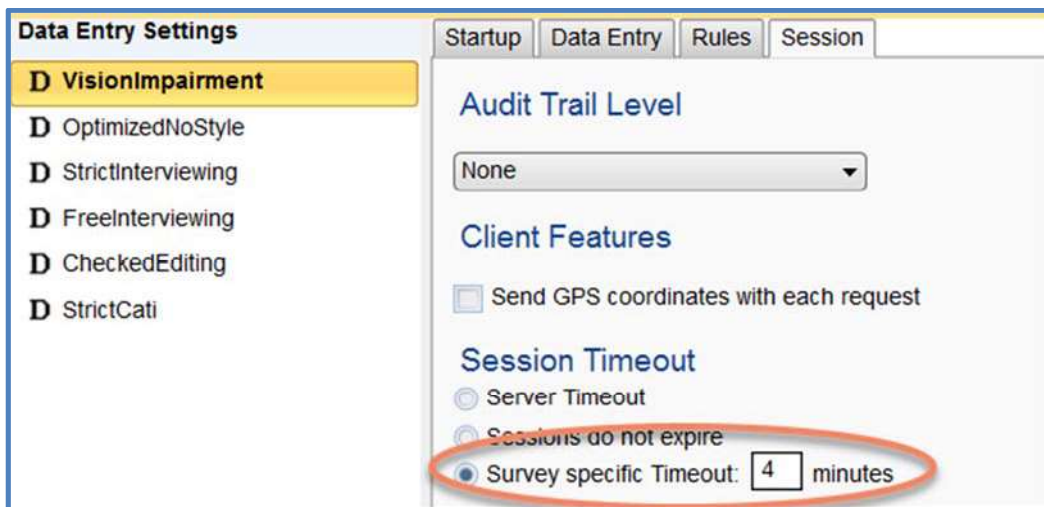 Data Entry Settings
D VisionImpairment
D OptimizedNoStyle
D StrictInterviewing
D FreeInterviewing
D CheckedEditing
D StrictCati
Startup Data Entry Rules Session
Audit Trail Level
None
Client Features
Send GPS coordinates with each request
Session Timeout
Server Timeout
Sessions do not expire
Survey specific Timeout: 4 minutes